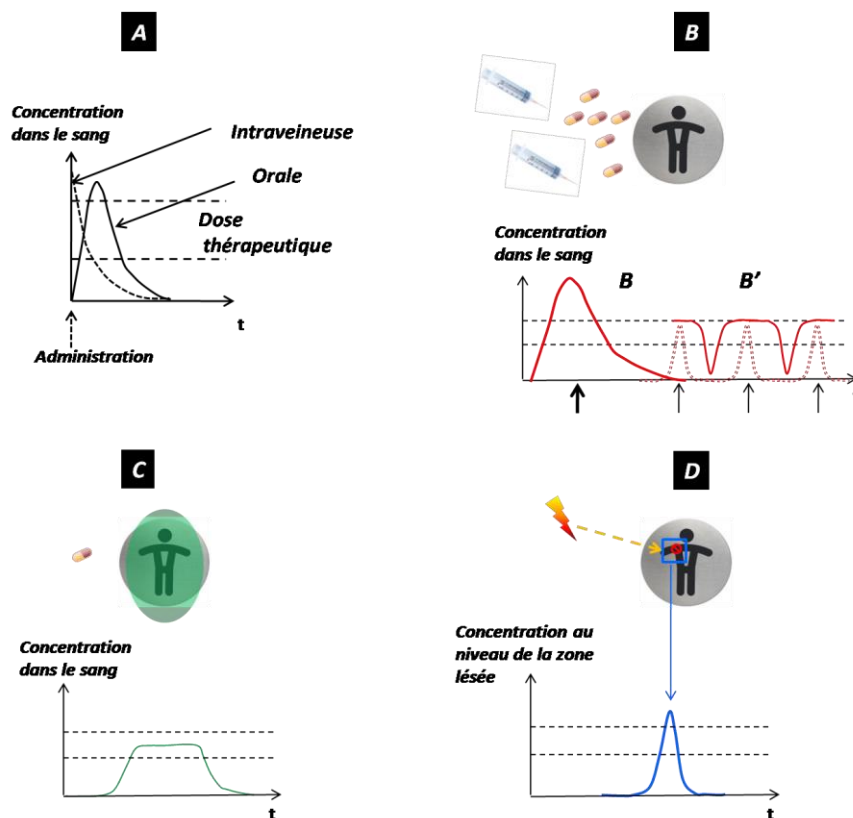 A
Concentration
dans le sang
Intraveineuse
Orale
Dose
thérapeutique
t
Administration
B
Concentration
dans le sang
B
B'
C
Concentration
dans le sang
t
D
Concentration au
niveau de la zone
lésée
t